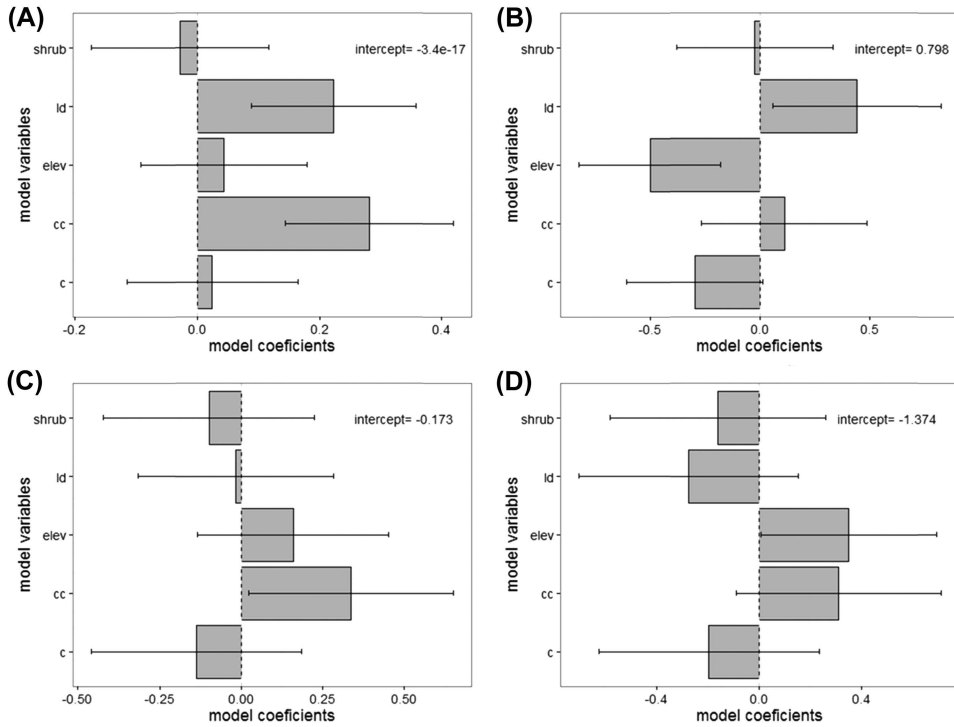 (A)
intercept= -3.4e-17
shrub
ld
elev
cc
c
model variables
-0.2
0.0
0.2
0.4
model coeficients
(B)
intercept= 0.798
shrub
ld
elev
cc
c
model variables
-0.5
0.0
0.5
model coeficients
(C)
intercept= -0.173
shrub
ld
elev
cc
c
model variables
-0.50
-0.25
0.00
0.25
0.50
model coeficients
(D)
intercept= -1.374
shrub
ld
elev
cc
c
model variables
-0.4
0.0
0.4
model coeficients